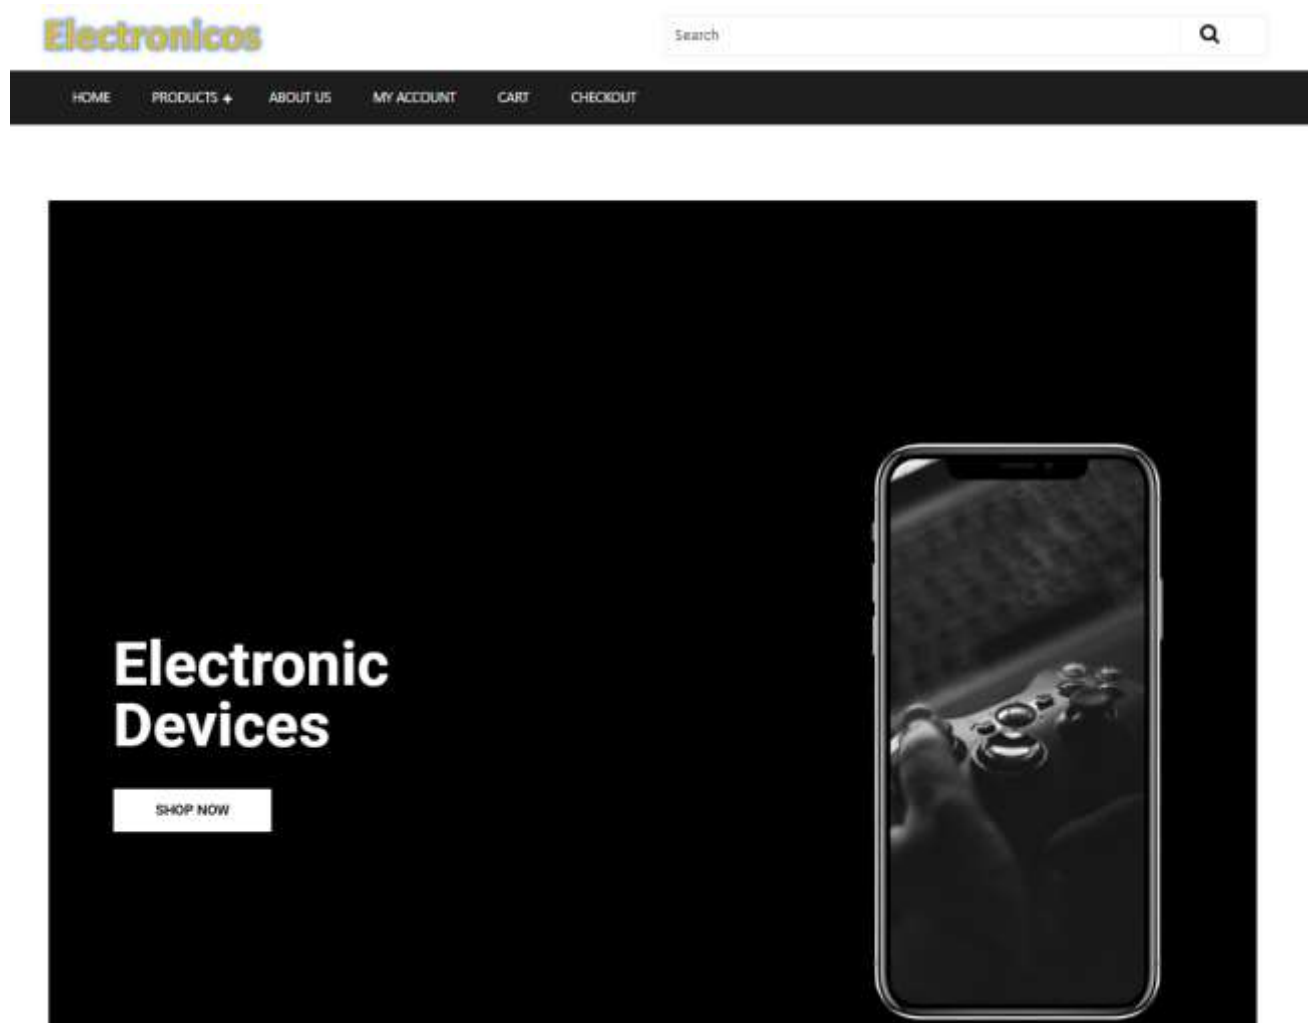 Electronicos
Search
HOME PRODUCTS + ABOUT US MY ACCOUNT CART CHECKOUT
Electronic
Devices
SHOP NOW